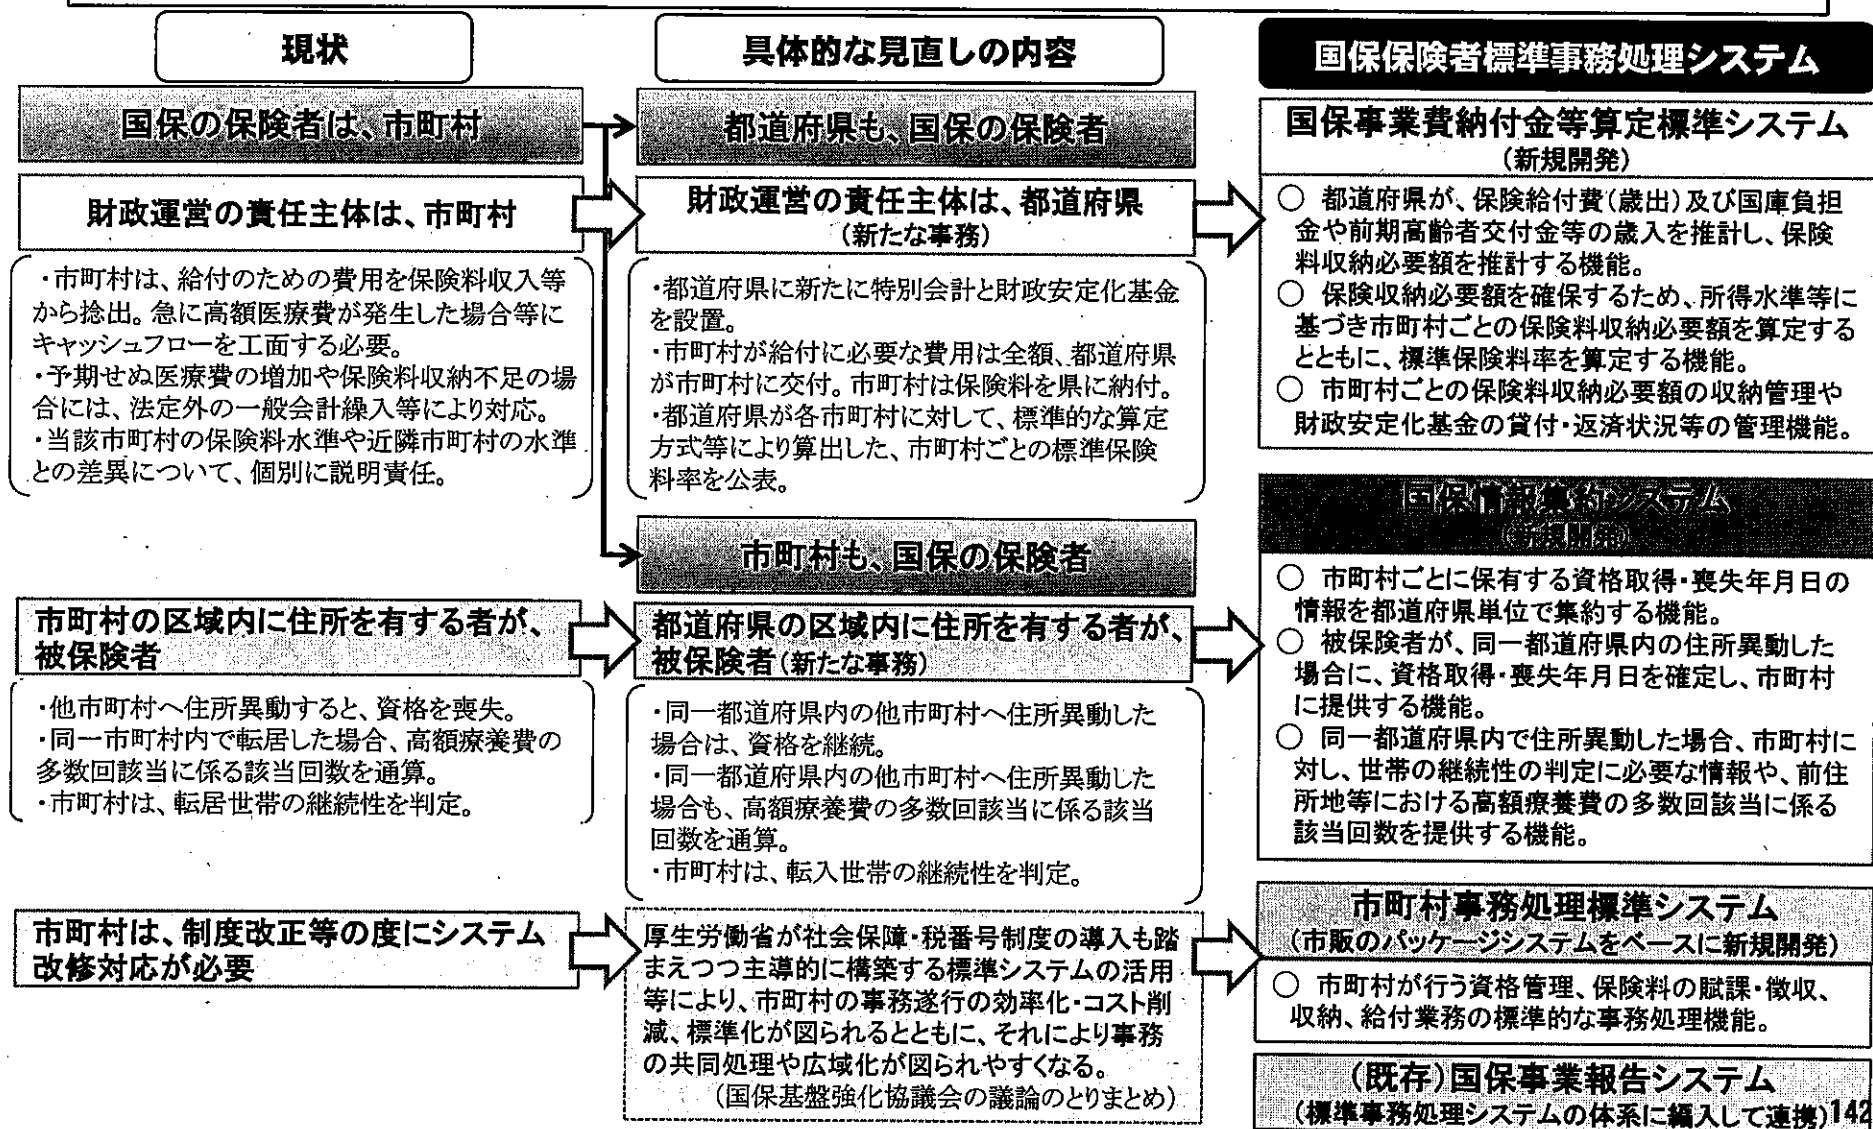 現状
国保の保険者は、市町村
財政運営の責任主体は、市町村
・市町村は、給付のための費用を保険料収入等
から捻出。急に高額医療費が発生した場合等に
キャッシュフローを工面する必要。
・予期せぬ医療費の増加や保険料収納不足の場
合には、法定外の一般会計繰入等により対応。
・当該市町村の保険料水準や近隣市町村の水準
との差異について、個別に説明責任。
市町村の区域内に住所を有する者が、
被保険者
・他市町村へ住所異動すると、資格を喪失。
・同一市町村内で転居した場合、高額療養費の
多数回該当に係る該当回数を通算。
・市町村は、転居世帯の継続性を判定。
市町村は、制度改正等の度にシステム
改修対応が必要
具体的な見直しの内容
都道府県も、国保の保険者
財政運営の責任主体は、都道府県
(新たな事務)
・都道府県に新たに特別会計と財政安定化基金
を設置。
・市町村が給付に必要な費用は全額、都道府県
が市町村に交付。市町村は保険料を県に納付。
・都道府県が各市町村に対して、標準的な算定
方式等により算出した、市町村ごとの標準保険
料率を公表。
市町村も、国保の保険者
都道府県の区域内に住所を有する者が、
被保険者(新たな事務)
・同一都道府県内の他市町村へ住所異動した
場合は、資格を継続。
・同一都道府県内の他市町村へ住所異動した
場合も、高額療養費の多数回該当に係る該当
回数を通算。
・市町村は、転入世帯の継続性を判定。
厚生労働省が社会保障・税番号制度の導入も踏
まえつつ主導的に構築する標準システムの活用
等により、市町村の事務遂行の効率化・コスト削
減、標準化が図られるとともに、それにより事務
の共同処理や広域化が図られやすくなる。
(国保基盤強化協議会の議論のとりまとめ)
国保保険者標準事務処理システム
国保事業費納付金等算定標準システム
(新規開発)
○ 都道府県が、保険給付費(歳出)及び国庫負担
金や前期高齢者交付金等の歳入を推計し、保険
料収納必要額を推計する機能。
○ 保険収納必要額を確保するため、所得水準等に
基づき市町村ごとの保険料収納必要額を算定する
とともに、標準保険料率を算定する機能。
○ 市町村ごとの保険料収納必要額の収納管理や
財政安定化基金の貸付・返済状況等の管理機能。
国保情報集約システム
(新規開発)
○ 市町村ごとに保有する資格取得・喪失年月日の
情報を都道府県単位で集約する機能。
○ 被保険者が、同一都道府県内の住所異動した
場合に、資格取得・喪失年月日を確定し、市町村
に提供する機能。
○ 同一都道府県内で住所異動した場合、市町村に
対し、世帯の継続性の判定に必要な情報や、前住
所地等における高額療養費の多数回該当に係る
該当回数を提供する機能。
市町村事務処理標準システム
(市販のパッケージシステムをベースに新規開発)
○ 市町村が行う資格管理、保険料の賦課・徴収、
収納、給付業務の標準的な事務処理機能。
(既存)国保事業報告システム
(標準事務処理システムの体系に編入して連携)
142